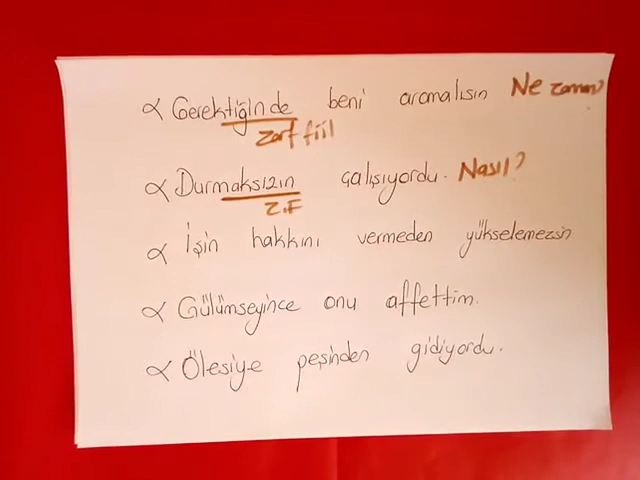 ∝ Gerektiğinde beni aramalısın Ne zaman?
zarf fiil
∝ Durmaksızın çalışıyordu. Nasıl?
Z.F
∝ İşin hakkını vermeden yükselemezsin
∝ Gülümseyince onu affettim.
∝ Ölesiye peşinden gidiyordu.